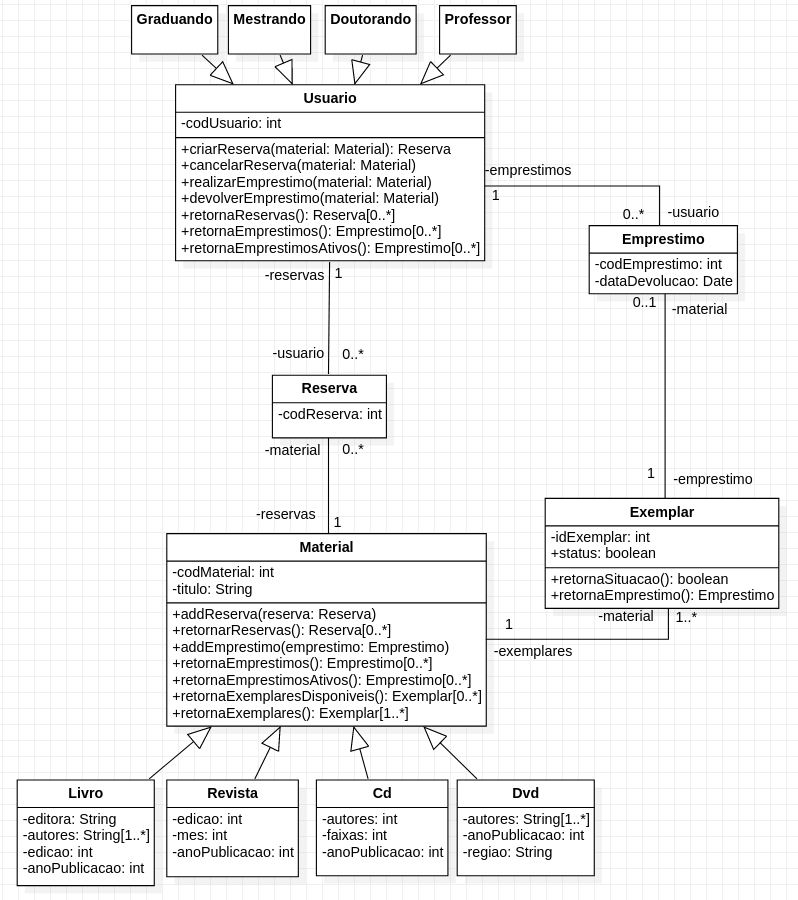 Graduando
Mestrando
Doutorando
Professor
Usuario
-codUsuario: int
+criarReserva(material: Material): Reserva
+cancelarReserva(material: Material)
+realizarEmprestimo(material: Material)
+devolverEmprestimo(material: Material)
+retornaReservas(): Reserva[0..*]
+retornaEmprestimos(): Emprestimo[0..*]
+retornaEmprestimosAtivos(): Emprestimo[0..*]
-emprestimos
1
0..*
-usuario
Emprestimo
-codEmprestimo: int
-dataDevolucao: Date
-reservas
1
0..1
-material
-usuario
0..*
Reserva
-codReserva: int
-material
0..*
1
-emprestimo
-reservas
1
Exemplar
-idExemplar: int
+status: boolean
+retornaSituacao(): boolean
+retornaEmprestimo(): Emprestimo
-material
1..*
1
-exemplares
Material
-codMaterial: int
-titulo: String
+addReserva(reserva: Reserva)
+retornarReservas(): Reserva[0..*]
+addEmprestimo(emprestimo: Emprestimo)
+retornaEmprestimos(): Emprestimo[0..*]
+retornaEmprestimosAtivos(): Emprestimo[0..*]
+retornaExemplaresDisponiveis(): Exemplar[0..*]
+retornaExemplares(): Exemplar[1..*]
Livro
-editora: String
-autores: String[1..*]
-edicao: int
-anoPublicacao: int
Revista
-edicao: int
-mes: int
-anoPublicacao: int
Cd
-autores: int
-faixas: int
-anoPublicacao: int
Dvd
-autores: String[1..*]
-anoPublicacao: int
-regiao: String